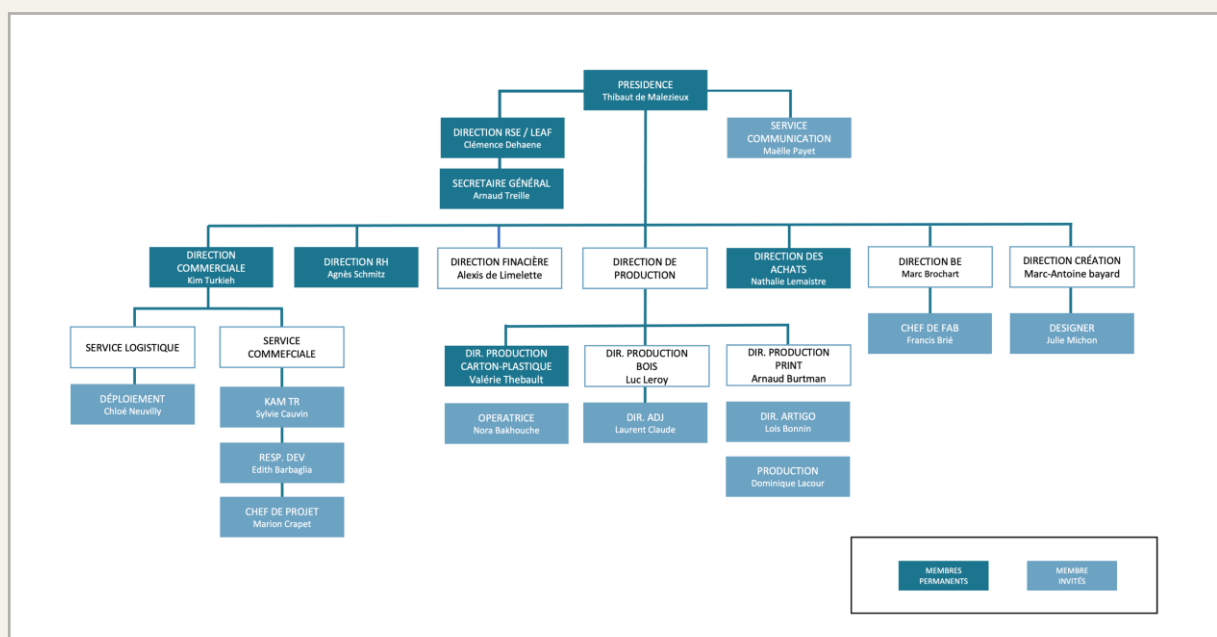 PRESIDENCE
Thibaut de Malezieux
DIRECTION RSE / LEAF
Clémence Dehaene
SERVICE
COMMUNICATION
Maëlle Payet
SECRETAIRE GÉNÉRAL
Arnaud Treille
DIRECTION
COMMERCIALE
Kim Turkieh
DIRECTION RH
Agnès Schmitz
DIRECTION FINACIÈRE
Alexis de Limelette
DIRECTION DE
PRODUCTION
DIRECTION DES
ACHATS
Nathalie Lemaistre
DIRECTION BE
Marc Brochart
DIRECTION CRÉATION
Marc-Antoine bayard
SERVICE LOGISTIQUE
SERVICE
COMMEFCIALE
DIR. PRODUCTION
CARTON-PLASTIQUE
Valérie Thebault
DIR. PRODUCTION
BOIS
Luc Leroy
DIR. PRODUCTION
PRINT
Arnaud Burtman
CHEF DE FAB
Francis Brié
DESIGNER
Julie Michon
DÉPLOIEMENT
Chloé Neuvilly
KAM TR
Sylvie Cauvin
OPERATRICE
Nora Bakhouche
DIR. ADJ
Laurent Claude
DIR. ARTIGO
Loïs Bonnin
RESP. DEV
Edith Barbaglia
PRODUCTION
Dominique Lacour
CHEF DE PROJET
Marion Crapet
MEMBRES
PERMANENTS
MEMBRE
INVITÉS